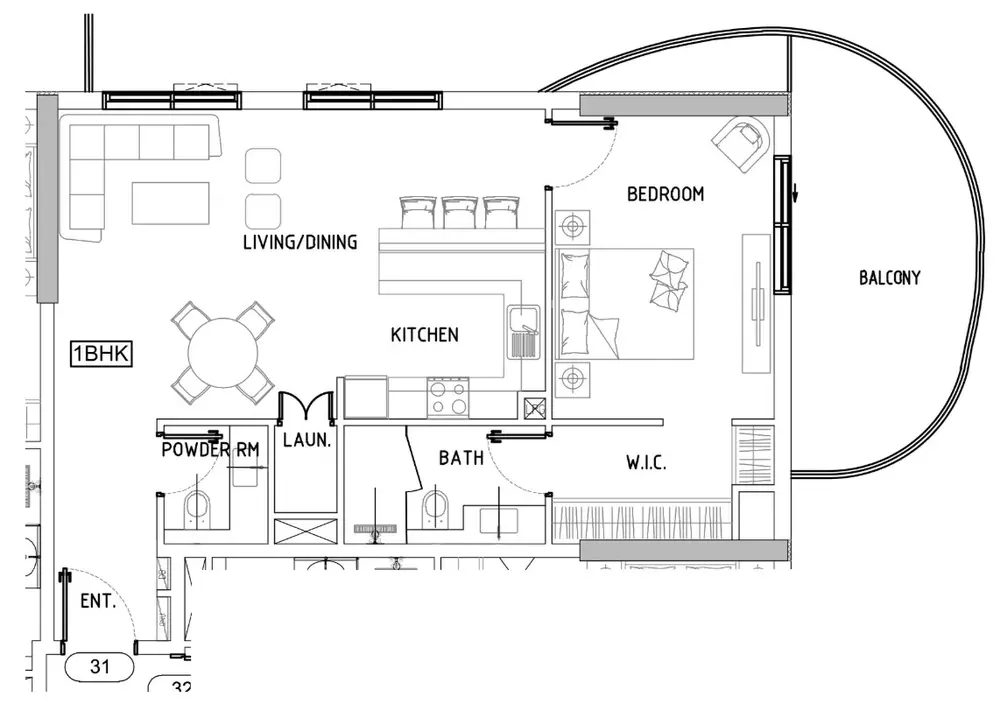 BEDROOM
LIVING/DINING
BALCONY
KITCHEN
1BHK
LAUN.
POWDER RM
BATH
W.I.C.
ENT.
31
32